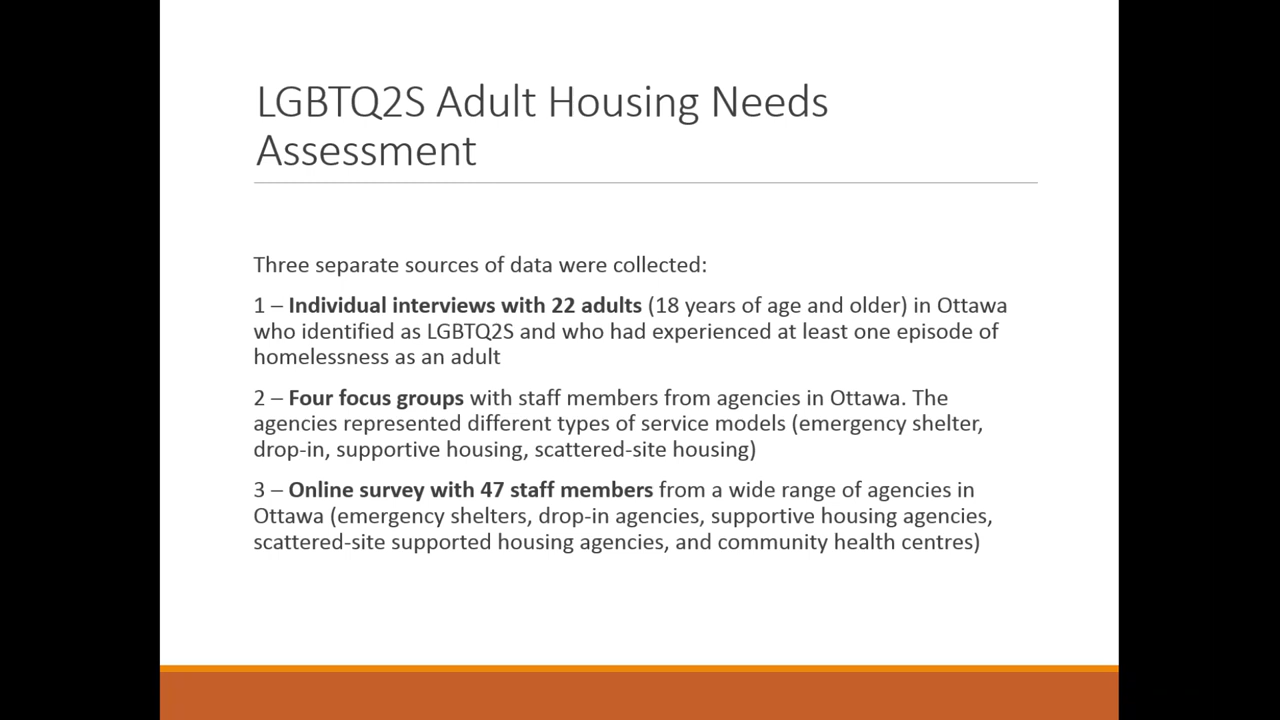 LGBTQ2S Adult Housing Needs
Assessment
Three separate sources of data were collected:
1 – Individual interviews with 22 adults (18 years of age and older) in Ottawa
who identified as LGBTQ2S and who had experienced at least one episode of
homelessness as an adult
2 – Four focus groups with staff members from agencies in Ottawa. The
agencies represented different types of service models (emergency shelter,
drop-in, supportive housing, scattered-site housing)
3 – Online survey with 47 staff members from a wide range of agencies in
Ottawa (emergency shelters, drop-in agencies, supportive housing agencies,
scattered-site supported housing agencies, and community health centres)